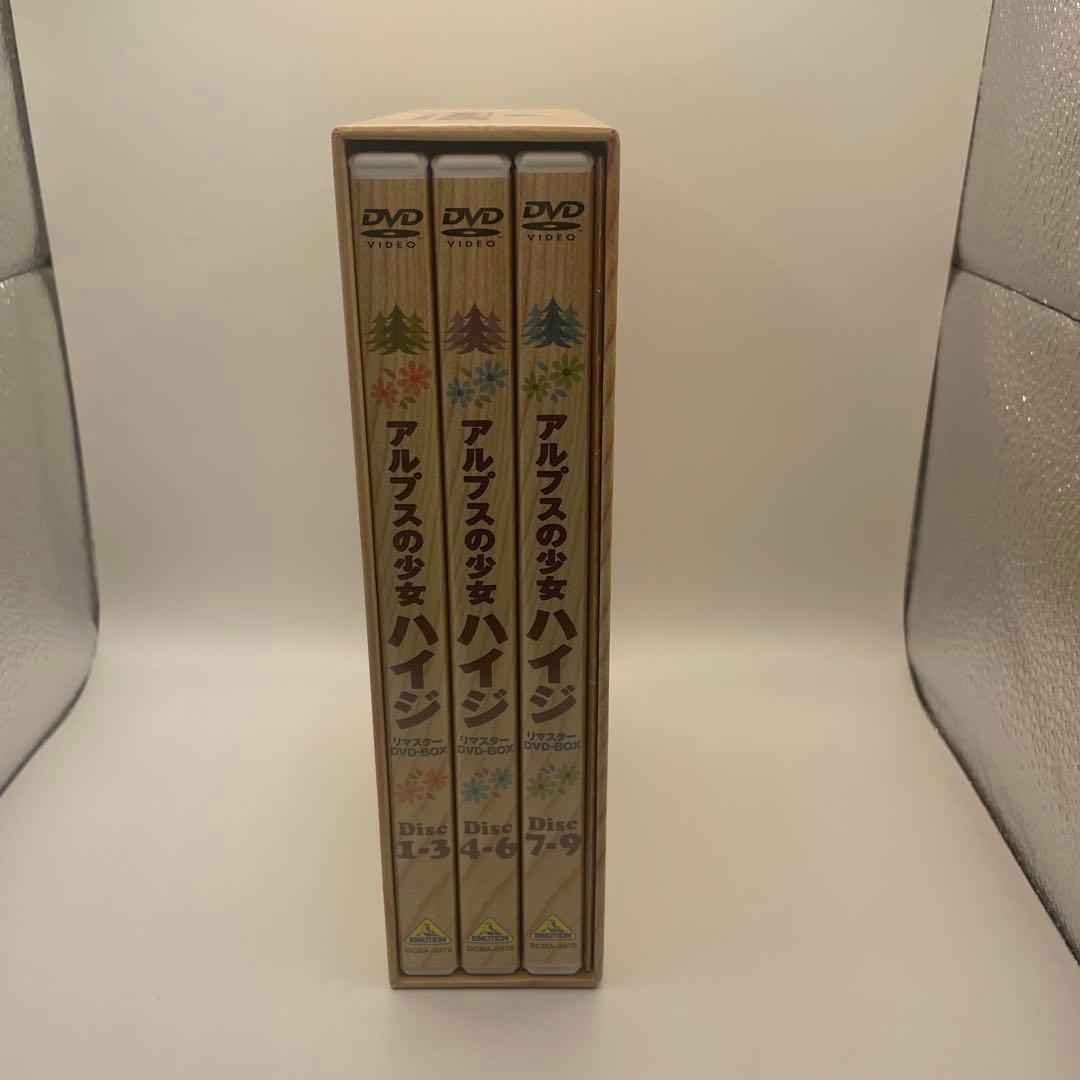 DVD
VIDEO
アルプスの少女
ハイジ
リマスター
DVD-BOX
Disc
1-3
EMOTION
DVD
VIDEO
アルプスの少女
ハイジ
リマスター
DVD-BOX
Disc
4-6
EMOTION
DVD
VIDEO
アルプスの少女
ハイジ
リマスター
DVD-BOX
Disc
7-9
EMOTION